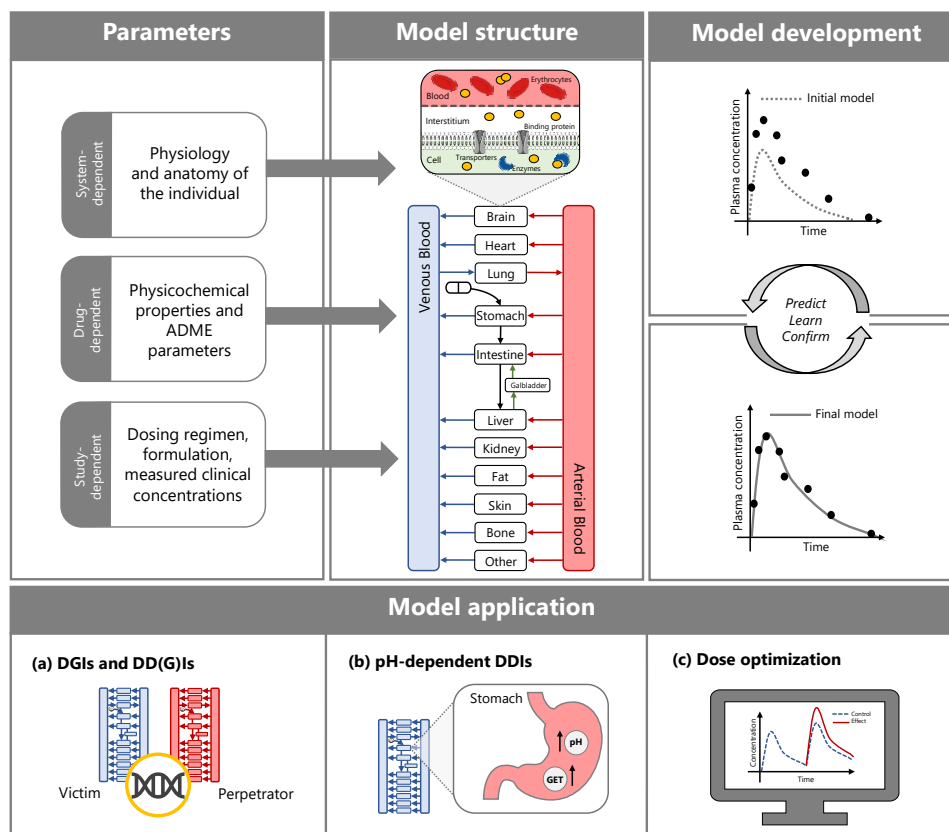 Parameters
System-
dependent
Physiology
and anatomy of
the individual
Drug-
dependent
Physicochemical
properties and
ADME
parameters
Study-
dependent
Dosing regimen,
formulation,
measured clinical
concentrations
Model structure
Erythrocytes
Blood
Interstitium
Binding protein
Transporters
Cell
Enzymes
Venous Blood
Arterial Blood
Brain
Heart
Lung
Stomach
Intestine
Galbladder
Liver
Kidney
Fat
Skin
Bone
Other
Model development
Initial model
Plasma concentration
Time
Predict
Learn
Confirm
Final model
Plasma concentration
Time
Model application
(a) DGIs and DD(G)Is
Victim
Perpetrator
(b) pH-dependent DDIs
Stomach
pH
GET
(c) Dose optimization
Control
Effect
Concentration
Time